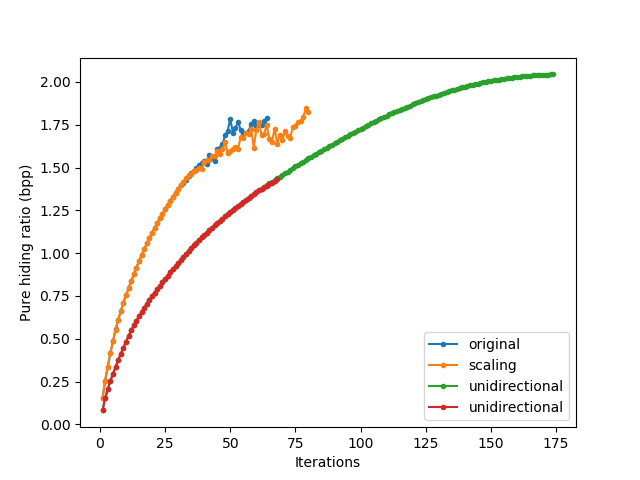 2.00
1.75
1.50
1.25
1.00
0.75
0.50
0.25
0.00
Pure hiding ratio (bpp)
original
scaling
unidirectional
unidirectional
0 25 50 75 100 125 150 175
Iterations